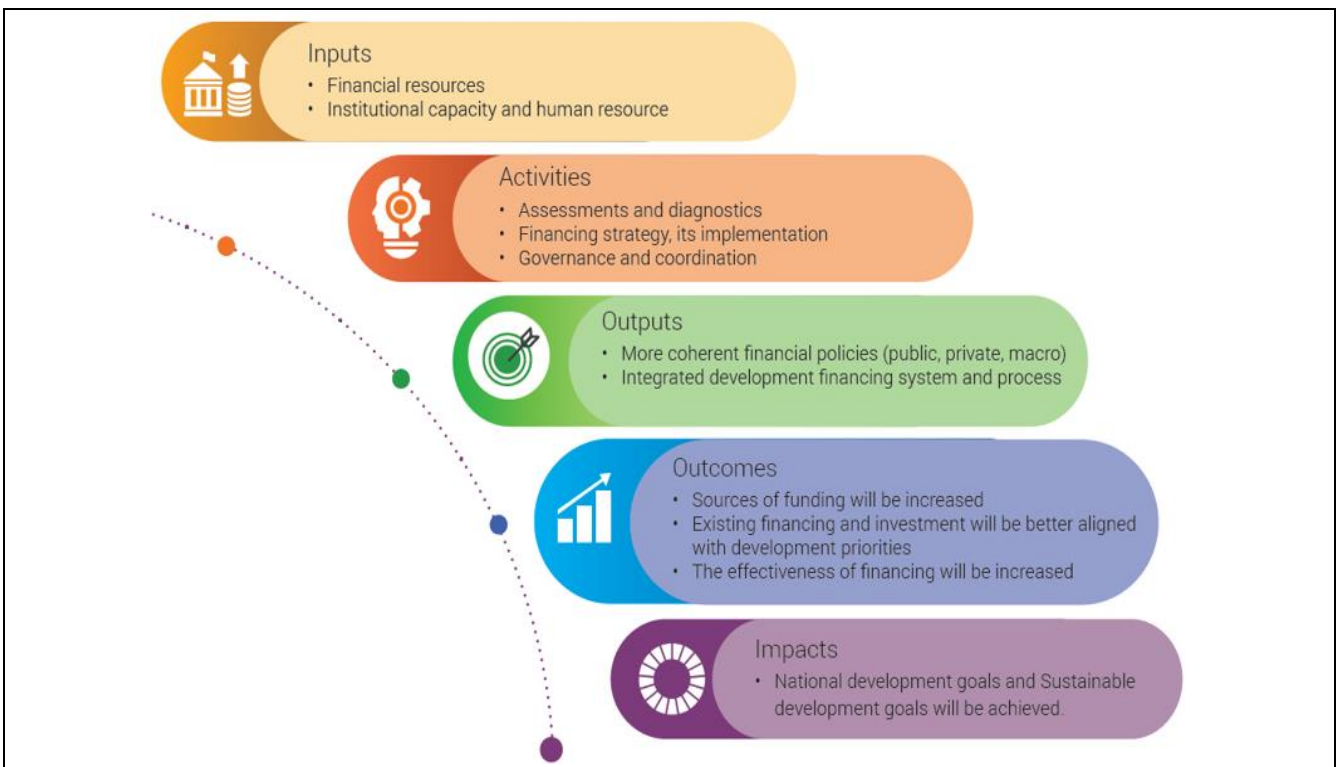 Inputs
• Financial resources
• Institutional capacity and human resource
Activities
• Assessments and diagnostics
• Financing strategy, its implementation
• Governance and coordination
Outputs
• More coherent financial policies (public, private, macro)
• Integrated development financing system and process
Outcomes
• Sources of funding will be increased
• Existing financing and investment will be better aligned
with development priorities
• The effectiveness of financing will be increased
Impacts
• National development goals and Sustainable
development goals will be achieved.